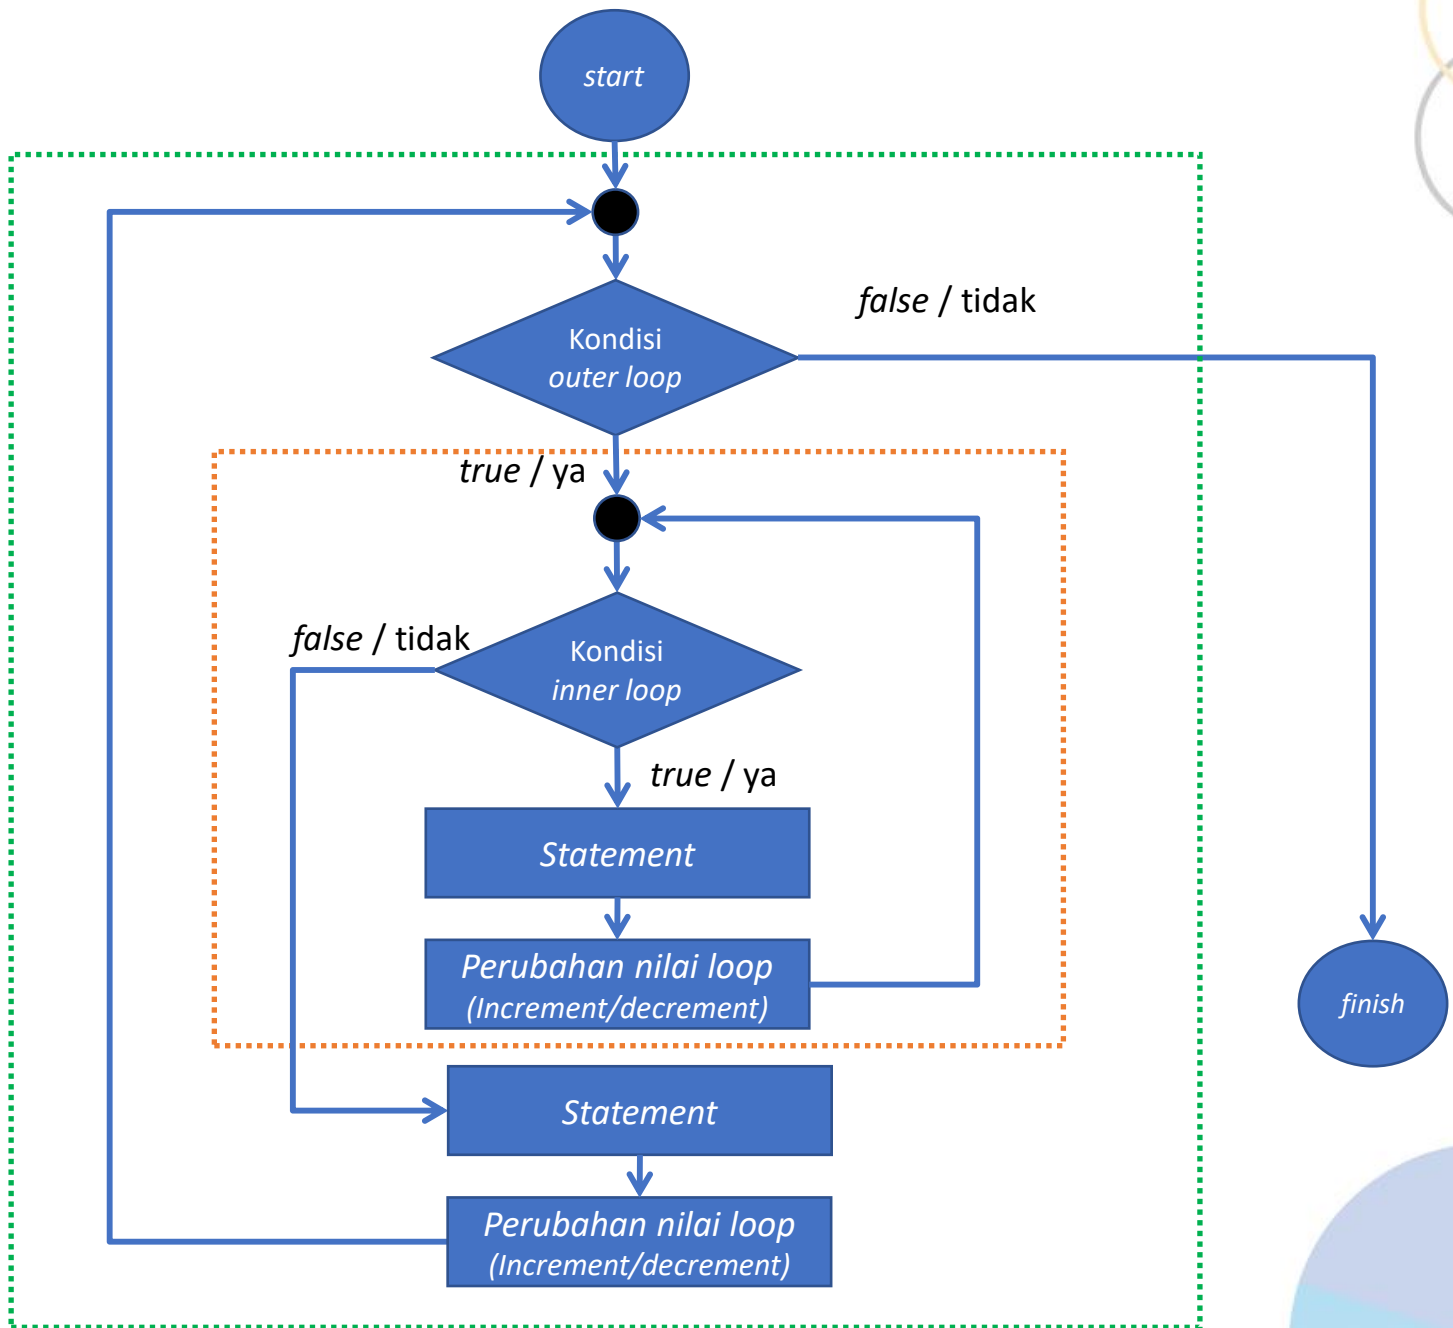 start
false / tidak
Kondisi
outer loop
true / ya
false / tidak
Kondisi
inner loop
true / ya
Statement
Perubahan nilai loop
(Increment/decrement)
finish
Statement
Perubahan nilai loop
(Increment/decrement)